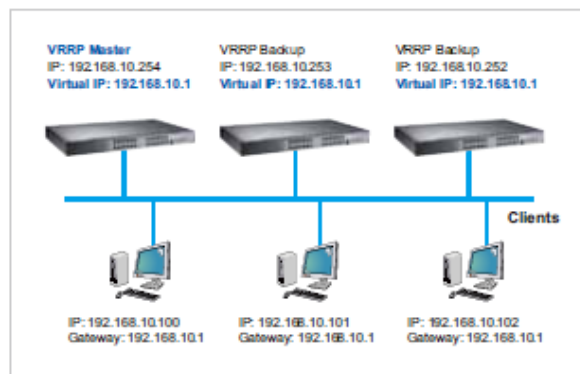 VRRP Master
IP: 192.168.10.254
Virtual IP: 192.168.10.1
VRRP Backup
IP: 192.168.10.253
Virtual IP: 192.168.10.1
VRRP Backup
IP: 192.168.10.252
Virtual IP: 192.168.10.1
Clients
IP: 192.168.10.100
Gateway: 192.168.10.1
IP: 192.168.10.101
Gateway: 192.168.10.1
IP: 192.168.10.102
Gateway: 192.168.10.1